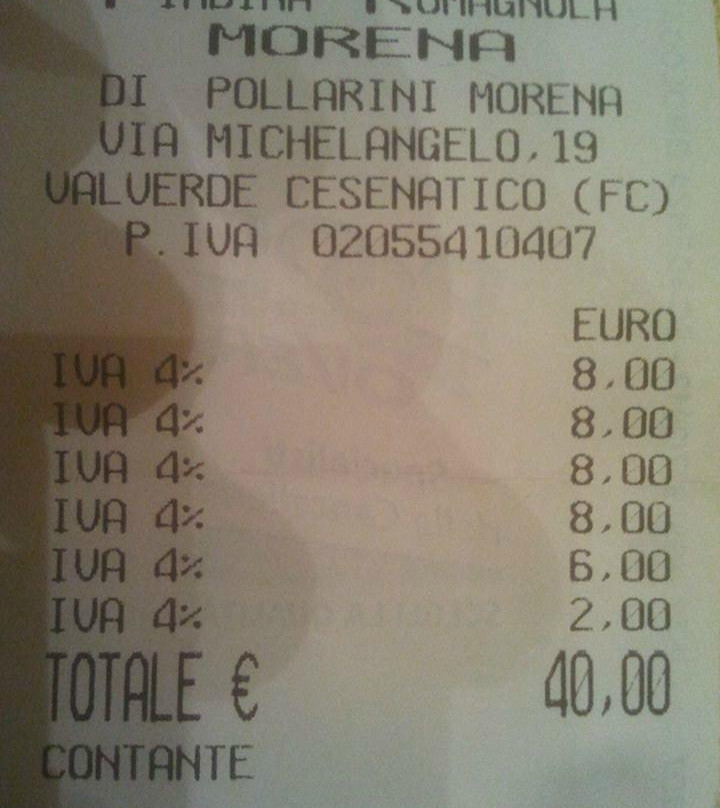 ROMAGNOLA
MORENA
DI POLLARINI MORENA
VIA MICHELANGELO,19
VALVERDE CESENATICO (FC)
P.IVA 02055410407
EURO
IVA 4% 8,00
IVA 4% 8,00
IVA 4% 8,00
IVA 4% 8,00
IVA 4% 6,00
IVA 4% 2,00
TOTALE € 40,00
CONTANTE